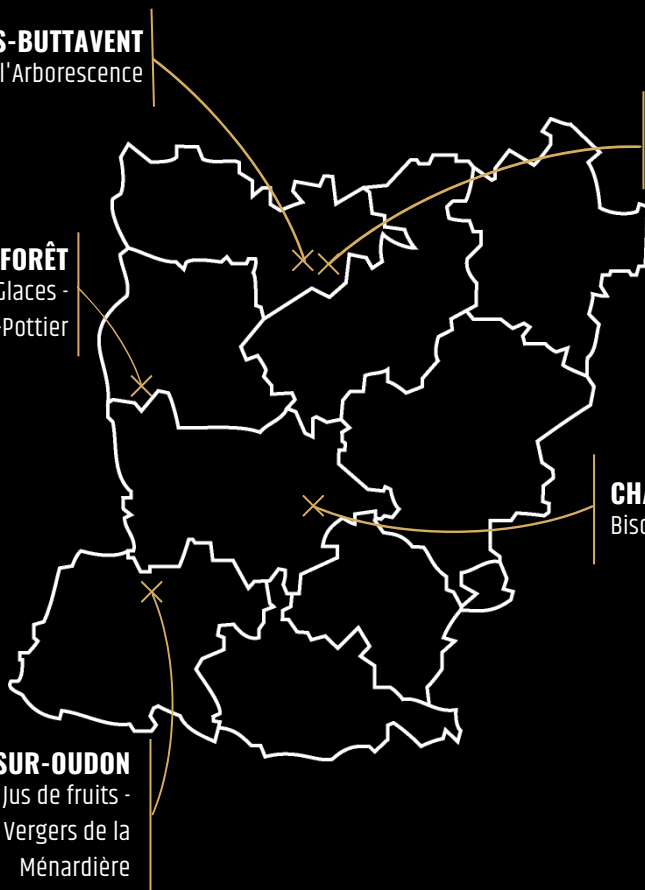 S-BUTTAVENT
l'Arborescence
FORÊT
Glaces -
-Pottier
CHA
Bisc
SUR-OUDON
Jus de fruits -
Vergers de la
Ménardière